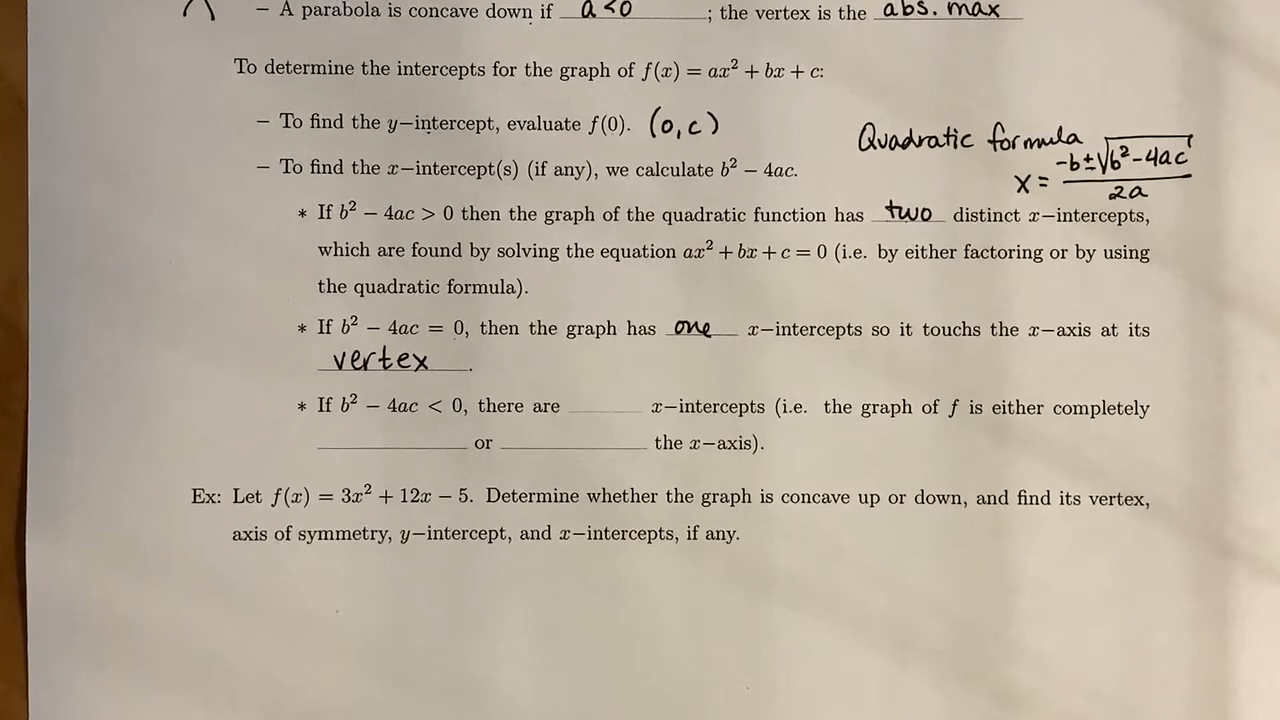 – A parabola is concave down if a<0 ; the vertex is the abs. max
To determine the intercepts for the graph of f(x) = ax² + bx + c:
– To find the y−intercept, evaluate f(0). (0,c)
Quadratic formula
– To find the x−intercept(s) (if any), we calculate b² − 4ac.
x = (-b±√(b²-4ac))/(2a)
* If b² − 4ac > 0 then the graph of the quadratic function has two distinct x−intercepts,
which are found by solving the equation ax² + bx + c = 0 (i.e. by either factoring or by using
the quadratic formula).
* If b² − 4ac = 0, then the graph has one x−intercepts so it touchs the x−axis at its
vertex.
* If b² − 4ac < 0, there are ______ x−intercepts (i.e. the graph of f is either completely
____________ or ____________ the x−axis).
Ex: Let f(x) = 3x² + 12x − 5. Determine whether the graph is concave up or down, and find its vertex,
axis of symmetry, y−intercept, and x−intercepts, if any.